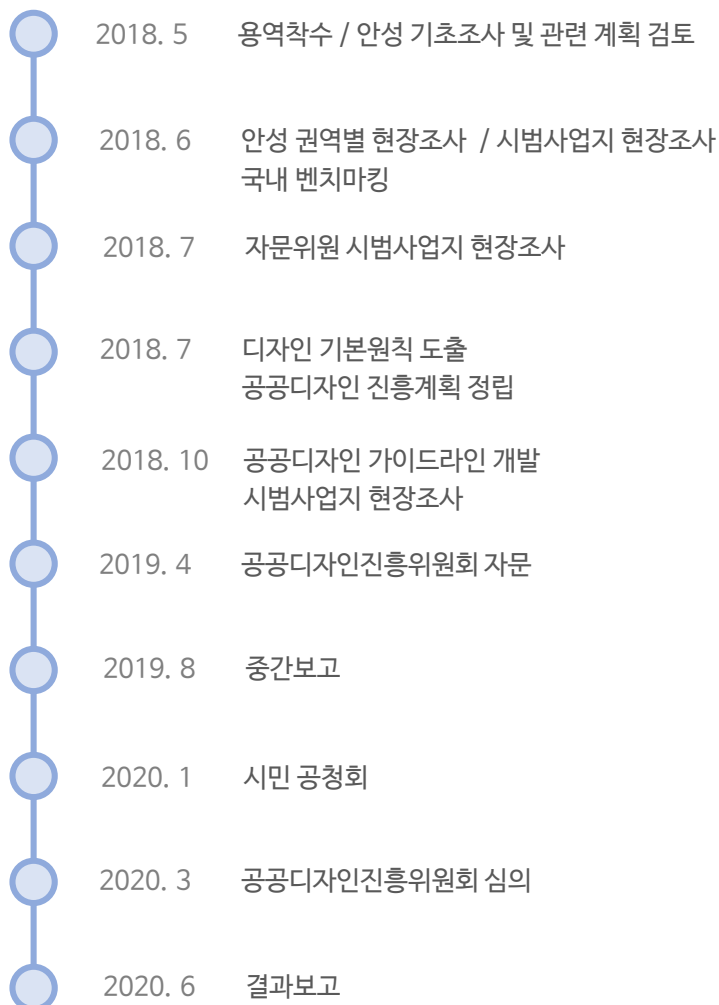 2018. 5 용역착수 / 안성 기초조사 및 관련 계획 검토
2018. 6 안성 권역별 현장조사 / 시범사업지 현장조사
국내 벤치마킹
2018. 7 자문위원 시범사업지 현장조사
2018. 7 디자인 기본원칙 도출
공공디자인 진흥계획 정립
2018. 10 공공디자인 가이드라인 개발
시범사업지 현장조사
2019. 4 공공디자인진흥위원회 자문
2019. 8 중간보고
2020. 1 시민 공청회
2020. 3 공공디자인진흥위원회 심의
2020. 6 결과보고